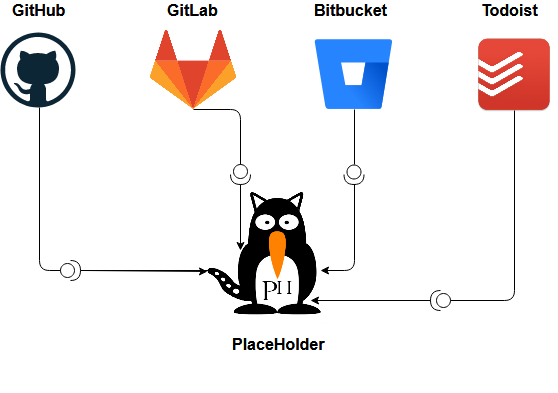 GitHub
GitLab
Bitbucket
Todoist
PH
PlaceHolder